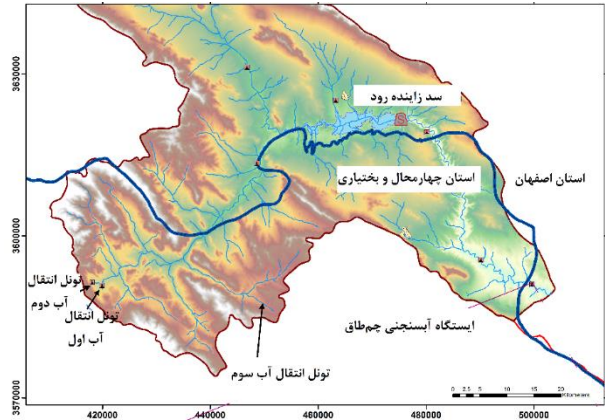 3630000
3600000
3570000
سد زاینده رود
استان چهارمحال و بختیاری
استان اصفهان
تونل انتقال
آب دوم
تونل انتقال
آب اول
تونل انتقال آب سوم
ایستگاه آبسنجی چم‌طاق
0 2.5 5 10 15 20
Kilometers
420000 440000 460000 480000 500000